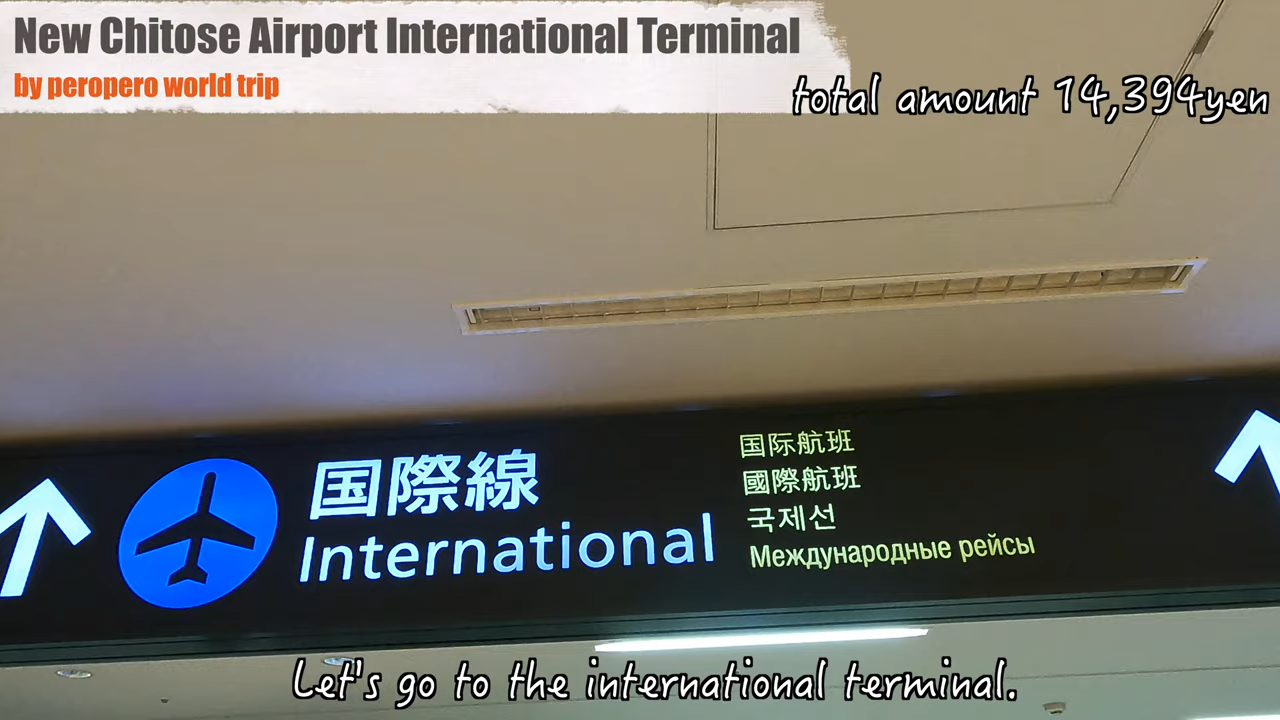 New Chitose Airport International Terminal
by peropero world trip
total amount 14,394yen
国際線
International
国际航班
國際航班
국제선
Международные рейсы
Let's go to the international terminal.